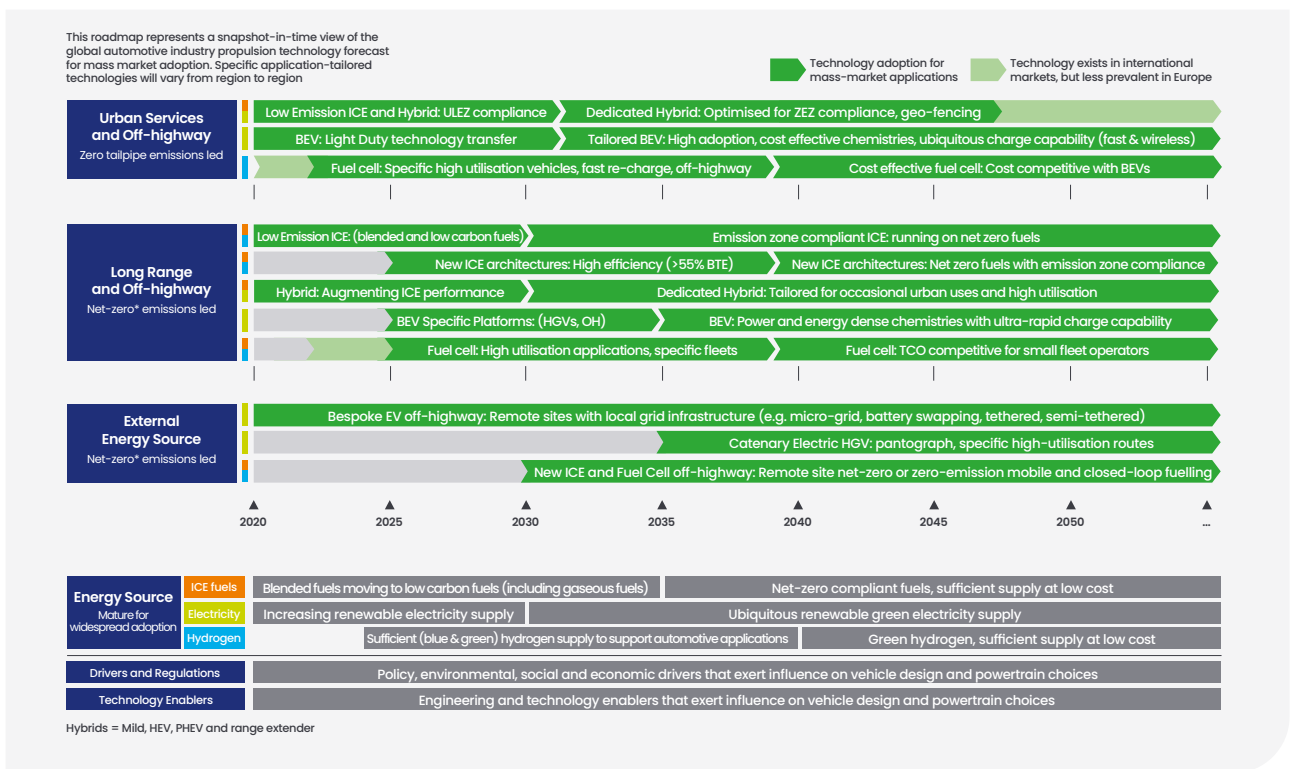 This roadmap represents a snapshot-in-time view of the
global automotive industry propulsion technology forecast
for mass market adoption. Specific application-tailored
technologies will vary from region to region
Technology adoption for
mass-market applications
Technology exists in international
markets, but less prevalent in Europe
Urban Services
and Off-highway
Zero tailpipe emissions led
Low Emission ICE and Hybrid: ULEZ compliance
Dedicated Hybrid: Optimised for ZEZ compliance, geo-fencing
BEV: Light Duty technology transfer
Tailored BEV: High adoption, cost effective chemistries, ubiquitous charge capability (fast & wireless)
Fuel cell: Specific high utilisation vehicles, fast re-charge, off-highway
Cost effective fuel cell: Cost competitive with BEVs
Long Range
and Off-highway
Net-zero* emissions led
Low Emission ICE: (blended and low carbon fuels)
Emission zone compliant ICE: running on net zero fuels
New ICE architectures: High efficiency (>55% BTE)
New ICE architectures: Net zero fuels with emission zone compliance
Hybrid: Augmenting ICE performance
Dedicated Hybrid: Tailored for occasional urban uses and high utilisation
BEV Specific Platforms: (HGVs, OH)
BEV: Power and energy dense chemistries with ultra-rapid charge capability
Fuel cell: High utilisation applications, specific fleets
Fuel cell: TCO competitive for small fleet operators
External
Energy Source
Net-zero* emissions led
Bespoke EV off-highway: Remote sites with local grid infrastructure (e.g. micro-grid, battery swapping, tethered, semi-tethered)
Catenary Electric HGV: pantograph, specific high-utilisation routes
New ICE and Fuel Cell off-highway: Remote site net-zero or zero-emission mobile and closed-loop fuelling
2020
2025
2030
2035
2040
2045
2050
...
Energy Source
Mature for
widespread adoption
ICE fuels
Blended fuels moving to low carbon fuels (including gaseous fuels)
Net-zero compliant fuels, sufficient supply at low cost
Electricity
Increasing renewable electricity supply
Ubiquitous renewable green electricity supply
Hydrogen
Sufficient (blue & green) hydrogen supply to support automotive applications
Green hydrogen, sufficient supply at low cost
Drivers and Regulations
Policy, environmental, social and economic drivers that exert influence on vehicle design and powertrain choices
Technology Enablers
Engineering and technology enablers that exert influence on vehicle design and powertrain choices
Hybrids = Mild, HEV, PHEV and range extender